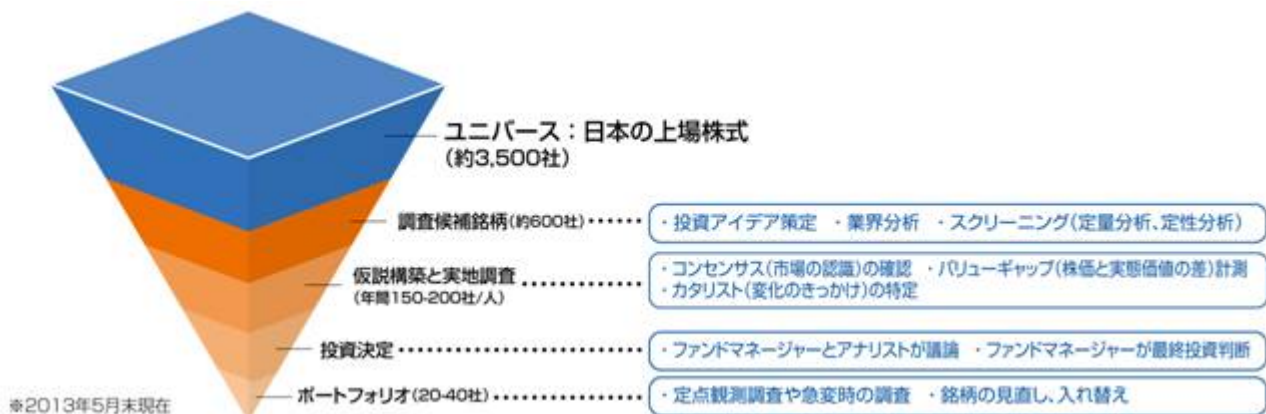 ユニバース：日本の上場株式
(約3,500社)
調査候補銘柄(約600社)
・投資アイデア策定 ・業界分析 ・スクリーニング(定量分析、定性分析)
仮説構築と実地調査
(年間150-200社/人)
・コンセンサス(市場の認識)の確認 ・バリューギャップ(株価と実態価値の差)計測
・カタリスト(変化のきっかけ)の特定
投資決定
・ファンドマネージャーとアナリストが議論 ・ファンドマネージャーが最終投資判断
ポートフォリオ(20-40社)
・定点観測調査や急変時の調査 ・銘柄の見直し、入れ替え
※2013年5月末現在